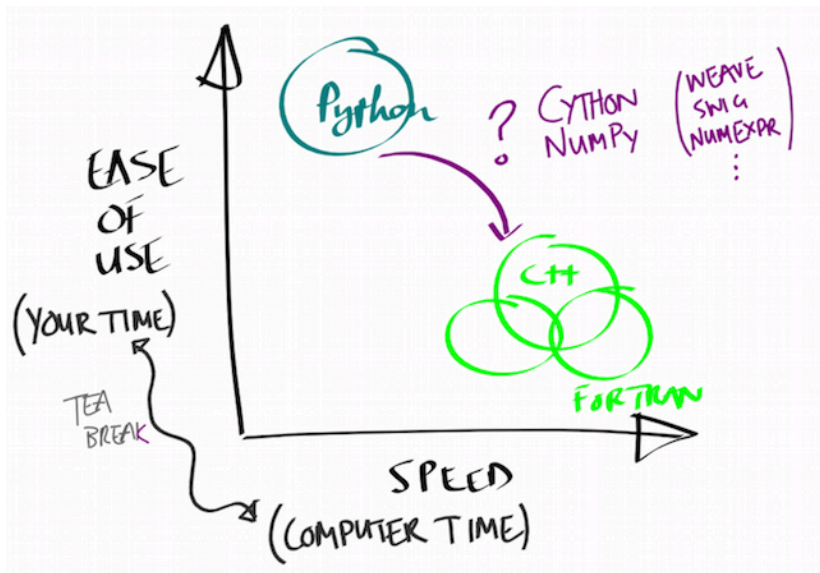 Python
?
CYTHON
NUMPY
(WEAVE
SWIG
NUMEXPR)
⋮
EASE
OF
USE
(YOUR TIME)
C++
FORTRAN
TEA
BREAK
SPEED
(COMPUTER TIME)